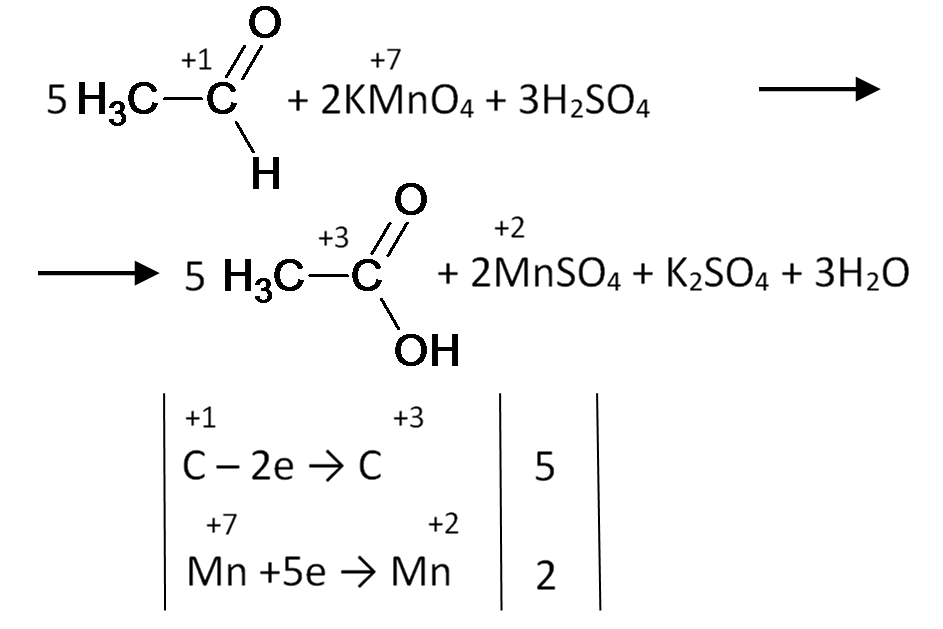 O
+1 +7
5 H₃C C + 2KMnO₄ + 3H₂SO₄
H
O
+3 +2
5 H₃C C + 2MnSO₄ + K₂SO₄ + 3H₂O
OH
+1 +3
C – 2e → C 5
+7 +2
Mn +5e → Mn 2